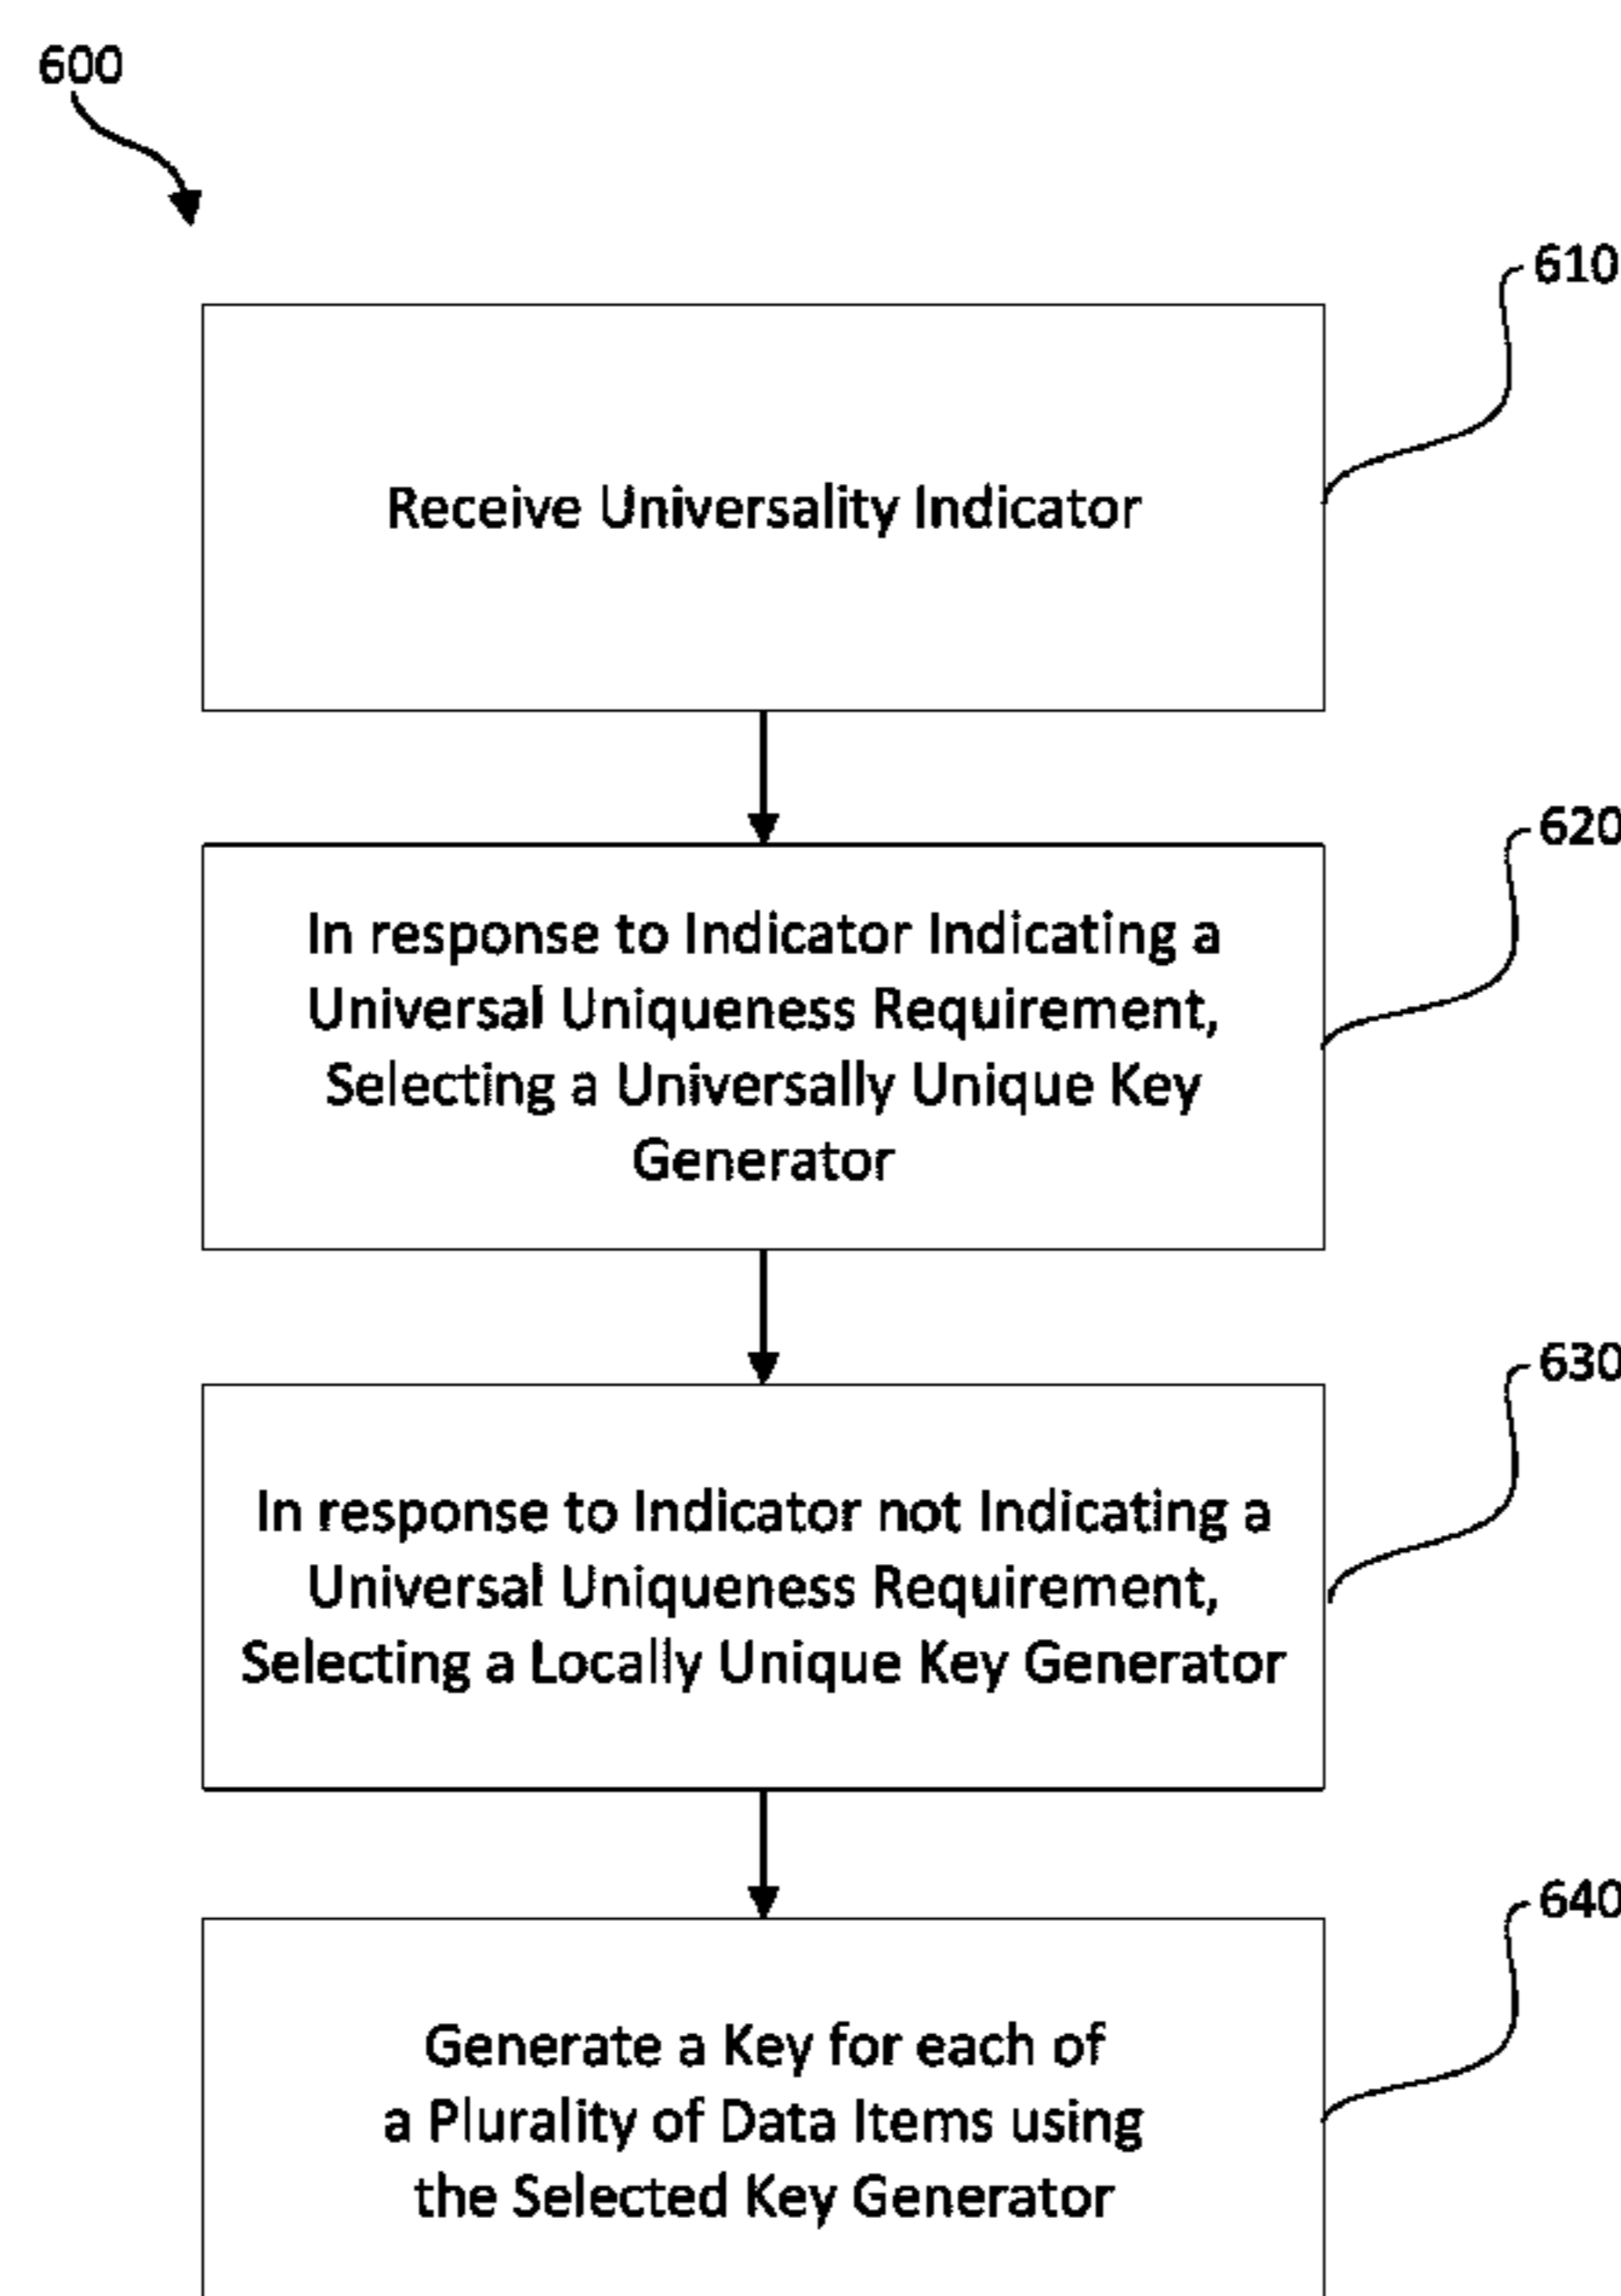 600
610
Receive Universality Indicator
620
In response to Indicator Indicating a
Universal Uniqueness Requirement,
Selecting a Universally Unique Key
Generator
630
In response to Indicator not Indicating a
Universal Uniqueness Requirement,
Selecting a Locally Unique Key Generator
640
Generate a Key for each of
a Plurality of Data Items using
the Selected Key Generator